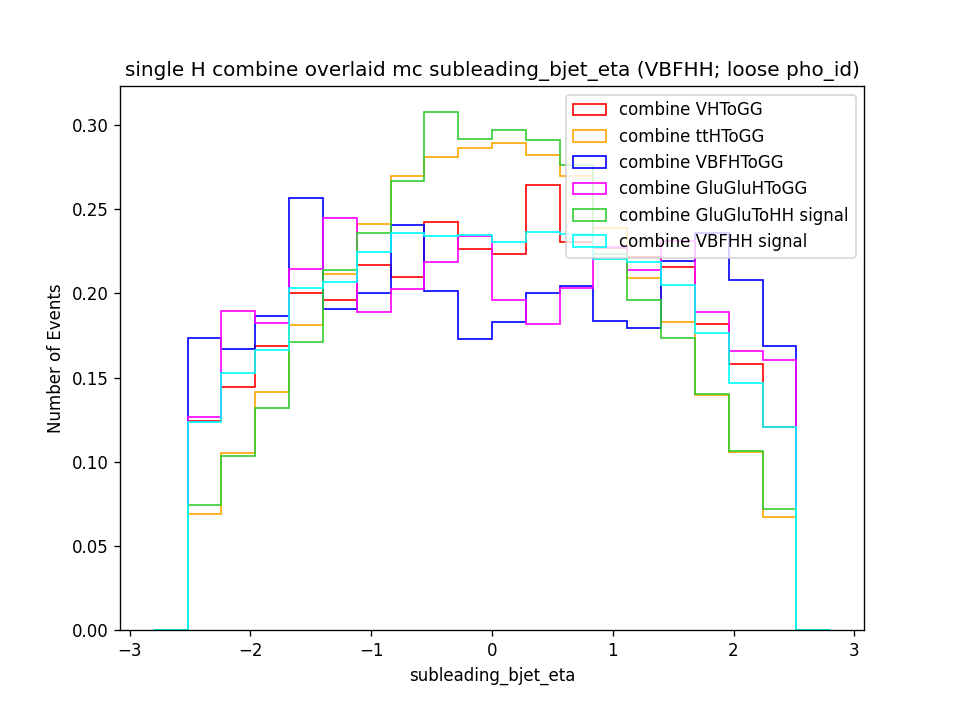 single H combine overlaid mc subleading_bjet_eta (VBFHH; loose pho_id)
combine VHToGG
combine ttHToGG
combine VBFHToGG
combine GluGluHToGG
combine GluGluToHH signal
combine VBFHH signal
Number of Events
0.30
0.25
0.20
0.15
0.10
0.05
0.00
−3 −2 −1 0 1 2 3
subleading_bjet_eta